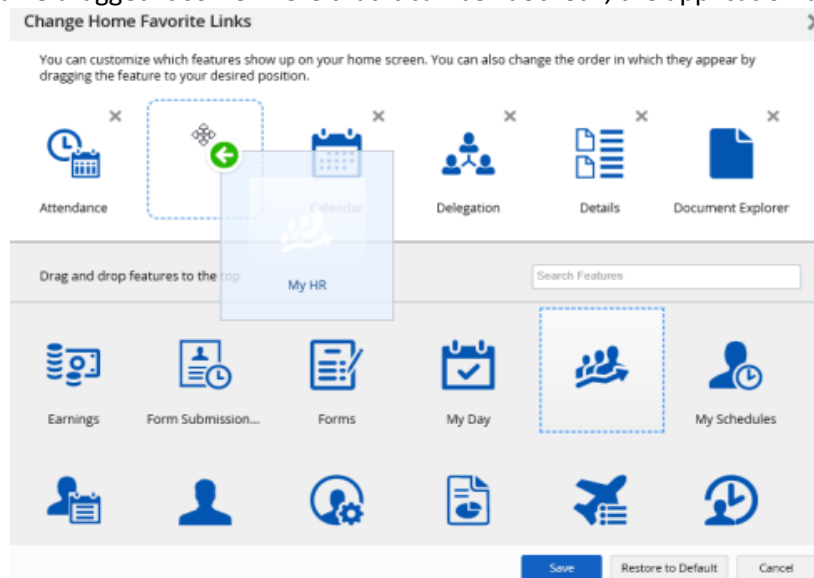 Change Home Favorite Links
You can customize which features show up on your home screen. You can also change the order in which they appear by
dragging the feature to your desired position.
Attendance
Calendar
Delegation
Details
Document Explorer
Drag and drop features to the top
My HR
Search Features
Earnings
Form Submission...
Forms
My Day
My Schedules
Save
Restore to Default
Cancel